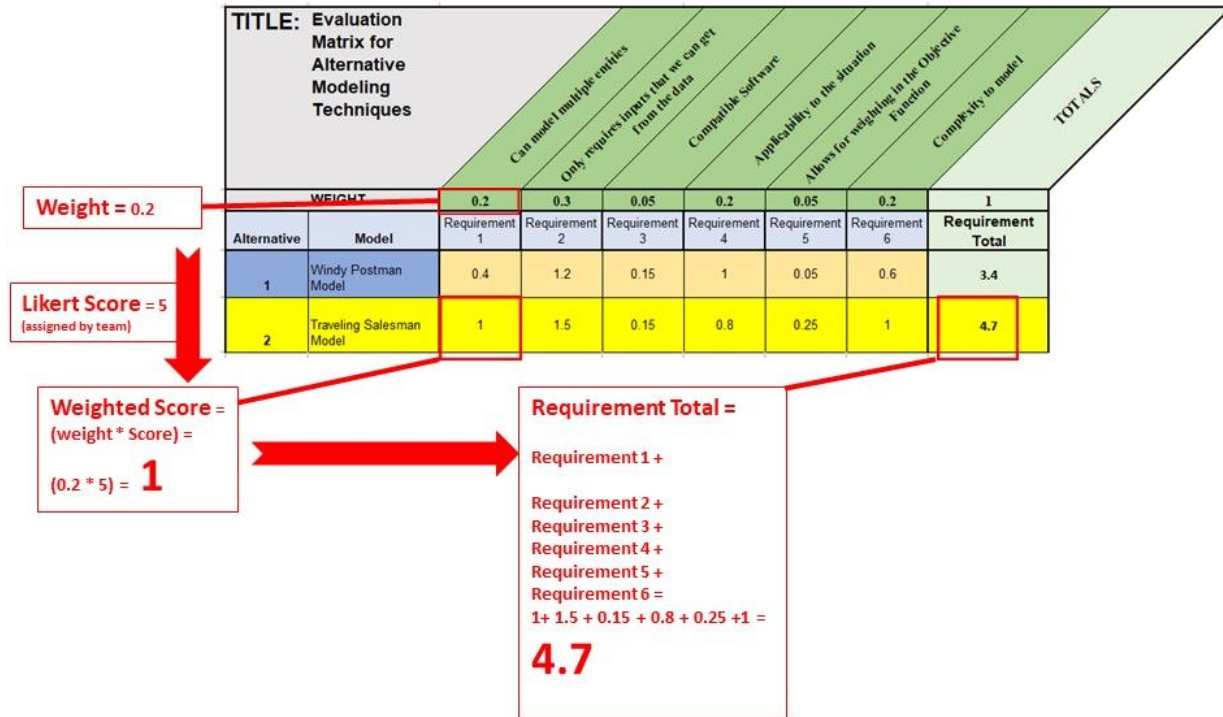 TITLE: Evaluation
Matrix for
Alternative
Modeling
Techniques
Can model multiple entities
Only requires inputs that we can get
from the data
Compatible Software
Applicability to the situation
Allows for weighting in the Objective
Function
Complexity to model
TOTALS
WEIGHT 0.2 0.3 0.05 0.2 0.05 0.2 1
Alternative Model Requirement 1 Requirement 2 Requirement 3 Requirement 4 Requirement 5 Requirement 6 Requirement Total
1 Windy Postman Model 0.4 1.2 0.15 1 0.05 0.6 3.4
2 Traveling Salesman Model 1 1.5 0.15 0.8 0.25 1 4.7
Weight = 0.2
Likert Score = 5
(assigned by team)
Weighted Score =
(weight * Score) =
(0.2 * 5) = 1
Requirement Total =
Requirement 1 +
Requirement 2 +
Requirement 3 +
Requirement 4 +
Requirement 5 +
Requirement 6 =
1+ 1.5 + 0.15 + 0.8 + 0.25 +1 =
4.7